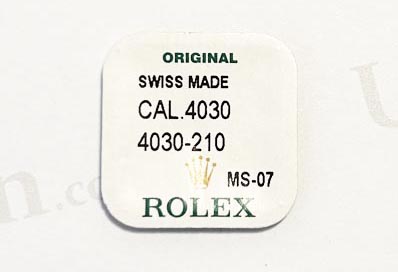 ORIGINAL
SWISS MADE
CAL.4030
4030-210
MS-07
ROLEX